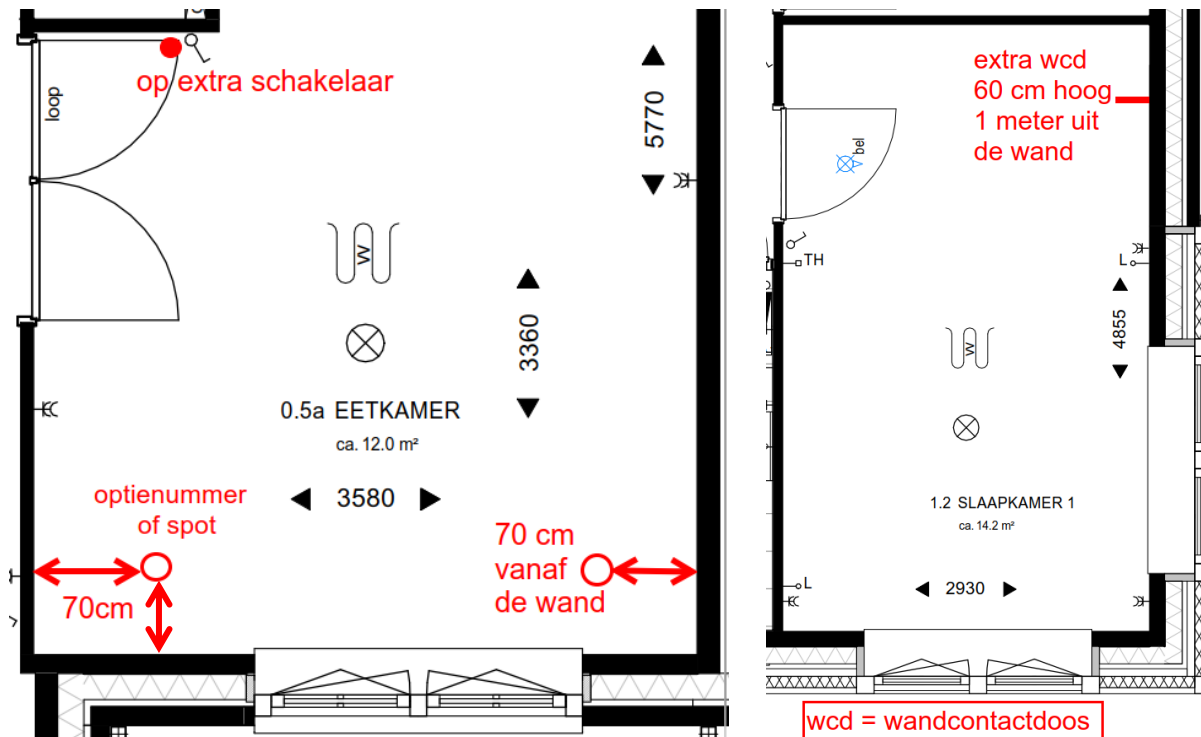 op extra schakelaar
loop
5770
W
3360
0.5a EETKAMER
ca. 12.0 m²
3580
optienummer
of spot
70cm
70 cm
vanaf
de wand
extra wcd
60 cm hoog
1 meter uit
de wand
bel
TH
L
4855
W
1.2 SLAAPKAMER 1
ca. 14.2 m²
L
2930
wcd = wandcontactdoos